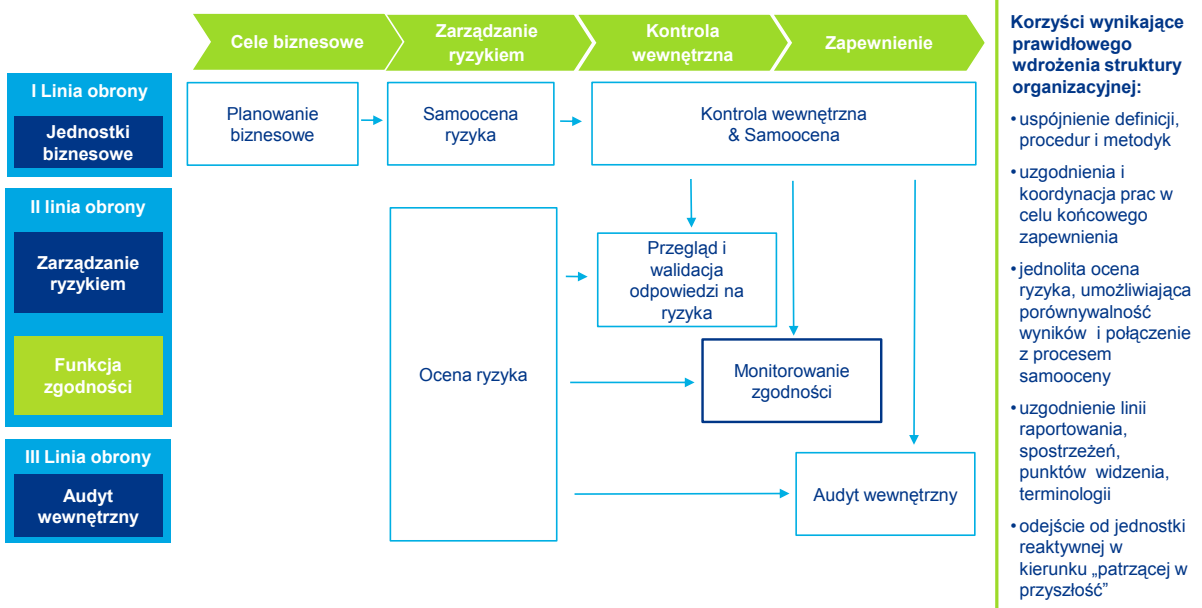 Cele biznesowe
Zarządzanie
ryzykiem
Kontrola
wewnętrzna
Zapewnienie
I Linia obrony
Jednostki
biznesowe
Planowanie
biznesowe
Samoocena
ryzyka
Kontrola wewnętrzna
& Samoocena
II linia obrony
Zarządzanie
ryzykiem
Funkcja
zgodności
Ocena ryzyka
Przegląd i
walidacja
odpowiedzi na
ryzyka
Monitorowanie
zgodności
III Linia obrony
Audyt
wewnętrzny
Audyt wewnętrzny
Korzyści wynikające
prawidłowego
wdrożenia struktury
organizacyjnej:
• uspójnienie definicji,
procedur i metodyk
• uzgodnienia i
koordynacja prac w
celu końcowego
zapewnienia
• jednolita ocena
ryzyka, umożliwiająca
porównywalność
wyników i połączenie
z procesem
samooceny
• uzgodnienie linii
raportowania,
spostrzeżeń,
punktów widzenia,
terminologii
• odejście od jednostki
reaktywnej w
kierunku „patrzącej w
przyszłość”